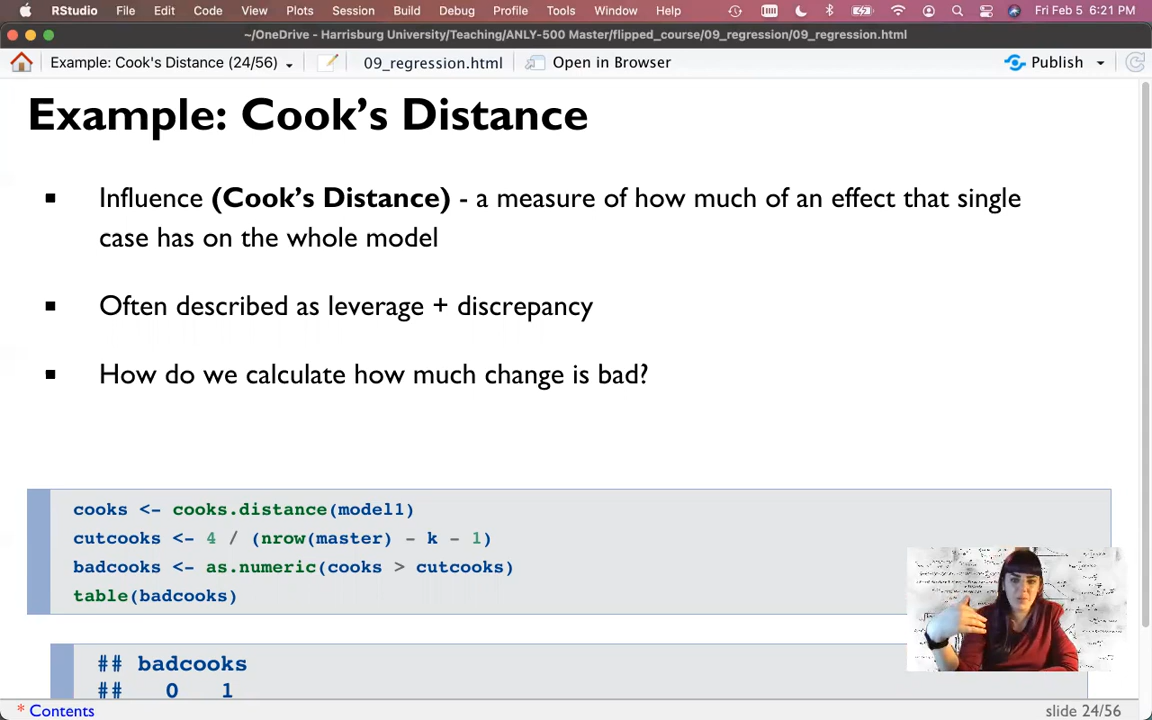 RStudio File Edit Code View Plots Session Build Debug Profile Tools Window Help Fri Feb 5 6:21 PM
~/OneDrive - Harrisburg University/Teaching/ANLY-500 Master/flipped_course/09_regression/09_regression.html
Example: Cook's Distance (24/56) 09_regression.html Open in Browser Publish
Example: Cook's Distance
Influence (Cook's Distance) - a measure of how much of an effect that single
case has on the whole model
Often described as leverage + discrepancy
How do we calculate how much change is bad?
cooks <- cooks.distance(model1)
cutcooks <- 4 / (nrow(master) - k - 1)
badcooks <- as.numeric(cooks > cutcooks)
table(badcooks)
## badcooks
## 0 1
* Contents slide 24/56